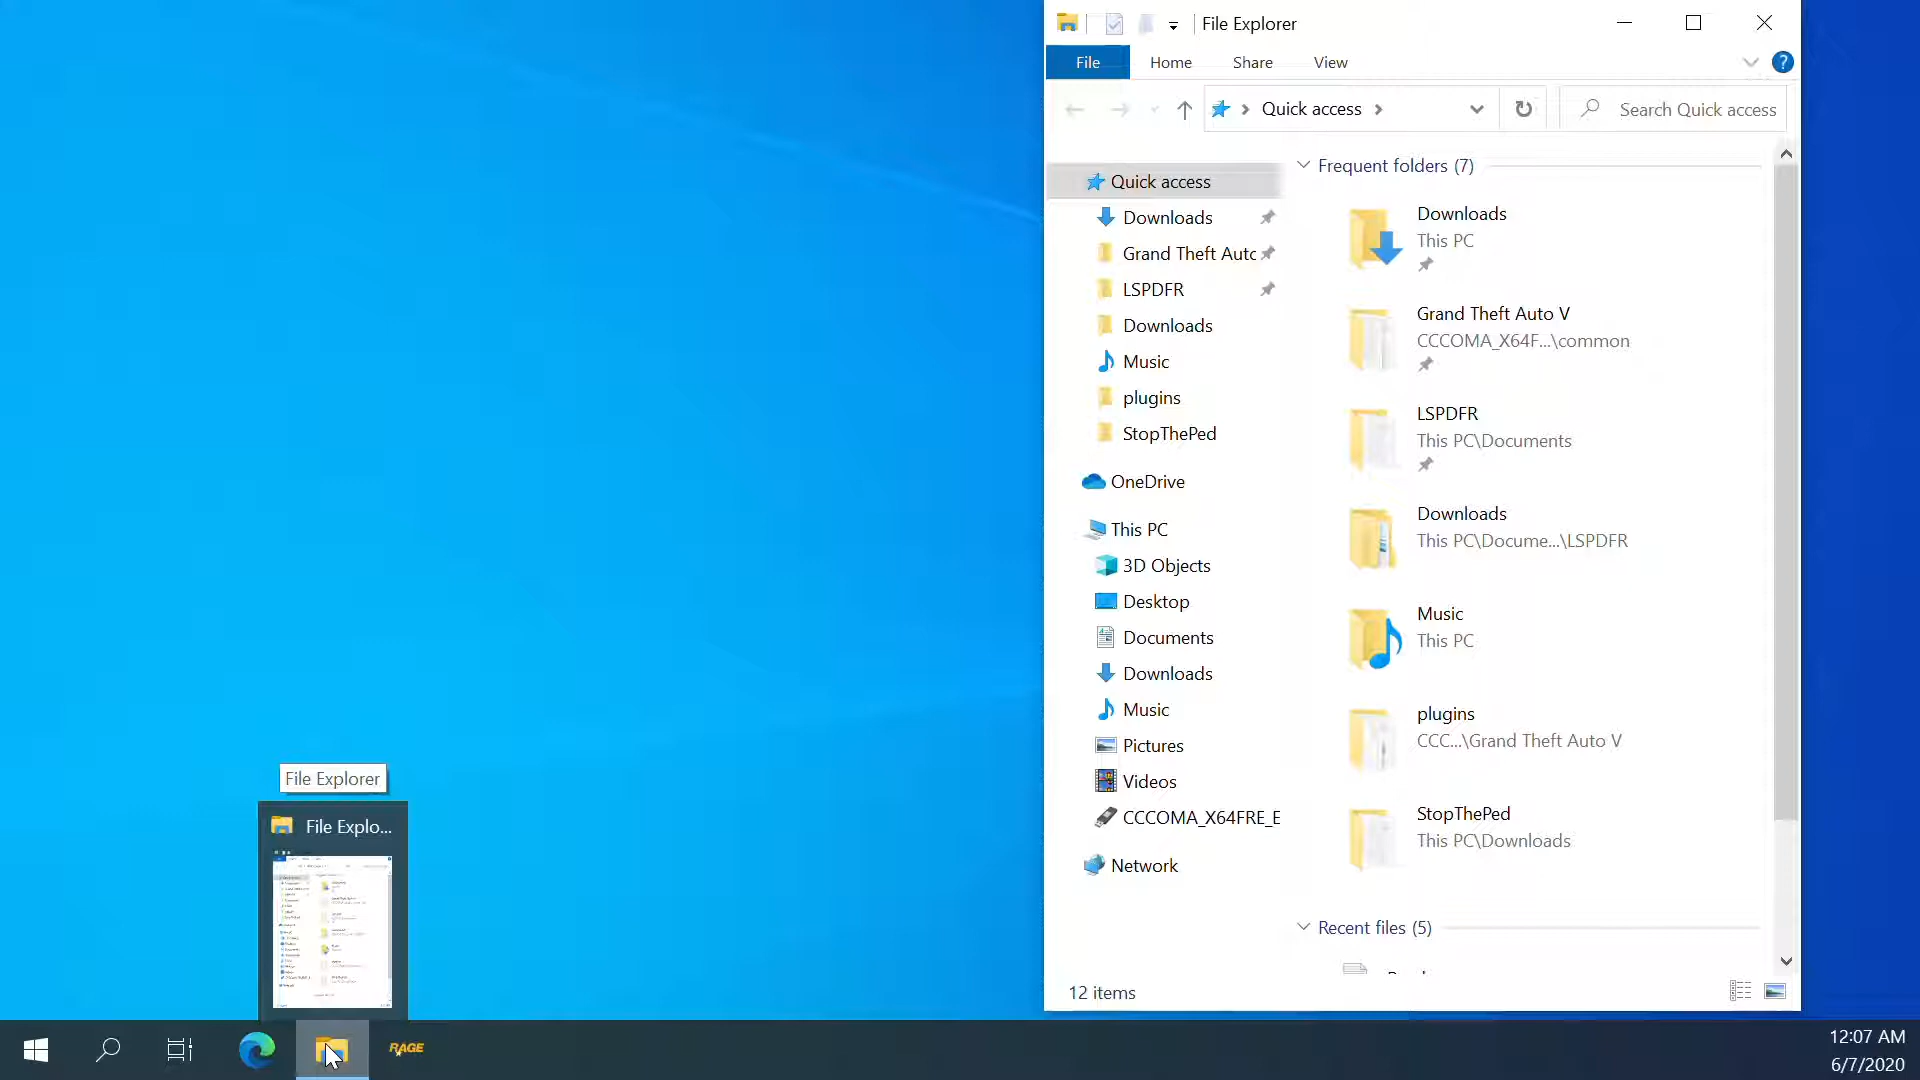 File Explorer
File
Home
Share
View
?
Quick access
Search Quick access
Quick access
Downloads
Grand Theft Autc
LSPDFR
Downloads
Music
plugins
StopThePed
OneDrive
This PC
3D Objects
Desktop
Documents
Downloads
Music
Pictures
Videos
CCCOMA_X64FRE_E
Network
Frequent folders (7)
Downloads
This PC
Grand Theft Auto V
CCCOMA_X64F...\common
LSPDFR
This PC\Documents
Downloads
This PC\Docume...\LSPDFR
Music
This PC
plugins
CCC...\Grand Theft Auto V
StopThePed
This PC\Downloads
Recent files (5)
12 items
File Explorer
File Explo...
RAGE
12:07 AM
6/7/2020